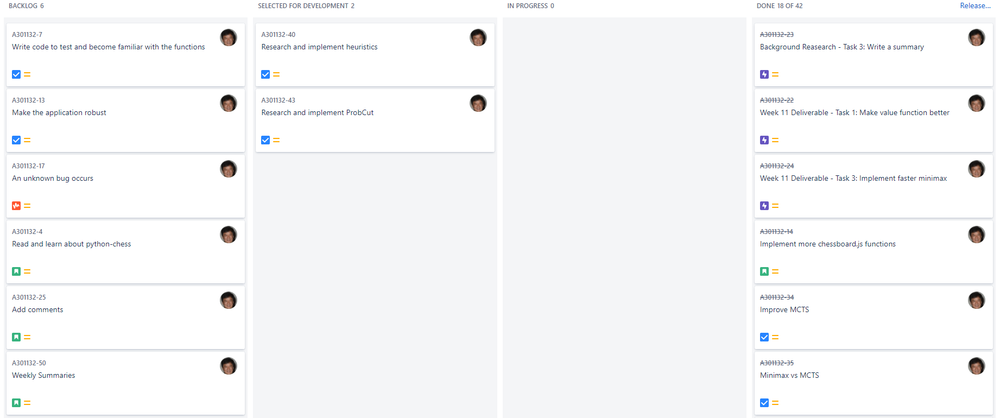 BACKLOG 6
A301132-7
Write code to test and become familiar with the functions
A301132-13
Make the application robust
A301132-17
An unknown bug occurs
A301132-4
Read and learn about python-chess
A301132-25
Add comments
A301132-50
Weekly Summaries
SELECTED FOR DEVELOPMENT 2
A301132-40
Research and implement heuristics
A301132-43
Research and implement ProbCut
IN PROGRESS 0
DONE 18 OF 42
Release...
A301132-23
Background Reasearch - Task 3: Write a summary
A301132-22
Week 11 Deliverable - Task 1: Make value function better
A301132-24
Week 11 Deliverable - Task 3: Implement faster minimax
A301132-14
Implement more chessboard.js functions
A301132-34
Improve MCTS
A301132-35
Minimax vs MCTS